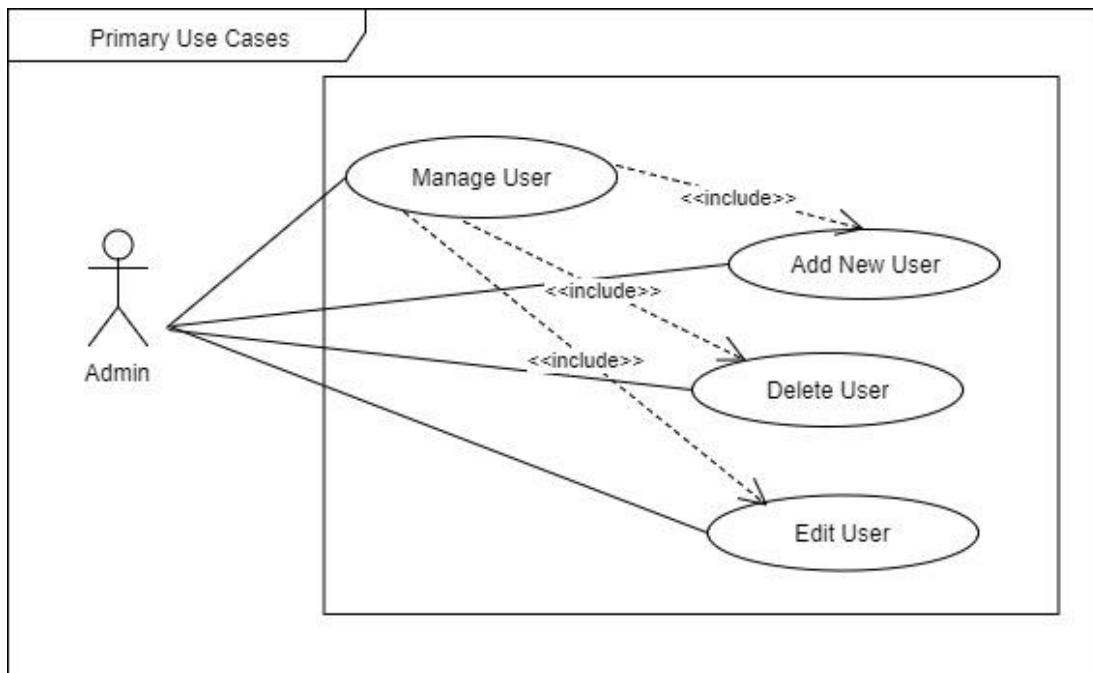 Primary Use Cases
Manage User
<<include>>
Add New User
<<include>>
<<include>>
Admin
Delete User
Edit User